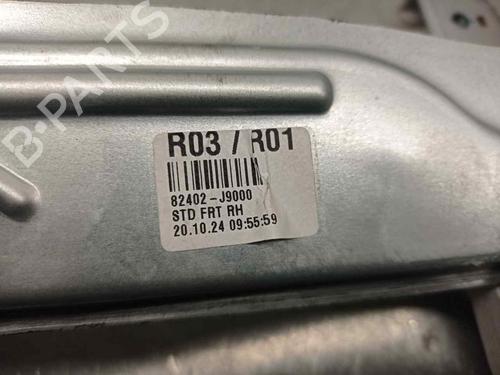 B-PARTS
R03 / R01
82402-J9000
STD FRT RH
20.10.24 09:55:59